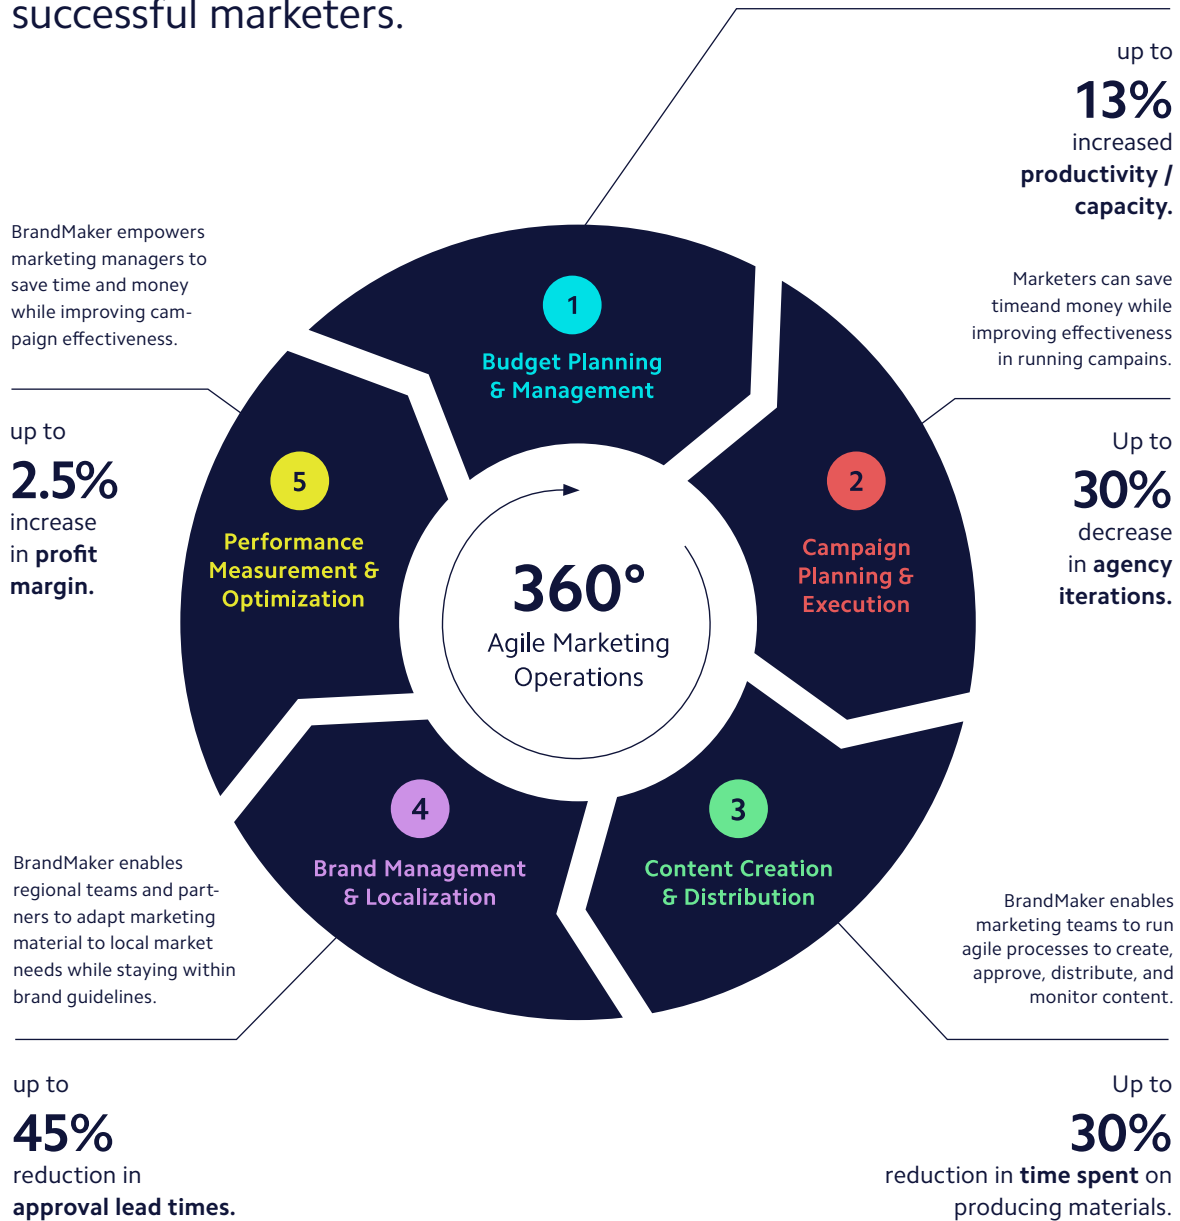 successful marketers.
up to
13%
increased
productivity /
capacity.
BrandMaker empowers
marketing managers to
save time and money
while improving cam-
paign effectiveness.
Marketers can save
timeand money while
improving effectiveness
in running campains.
1
Budget Planning
& Management
up to
2.5%
increase
in profit
margin.
Up to
30%
decrease
in agency
iterations.
5
Performance
Measurement &
Optimization
2
Campaign
Planning &
Execution
360°
Agile Marketing
Operations
4
Brand Management
& Localization
3
Content Creation
& Distribution
BrandMaker enables
regional teams and part-
ners to adapt marketing
material to local market
needs while staying within
brand guidelines.
BrandMaker enables
marketing teams to run
agile processes to create,
approve, distribute, and
monitor content.
up to
45%
reduction in
approval lead times.
Up to
30%
reduction in time spent on
producing materials.